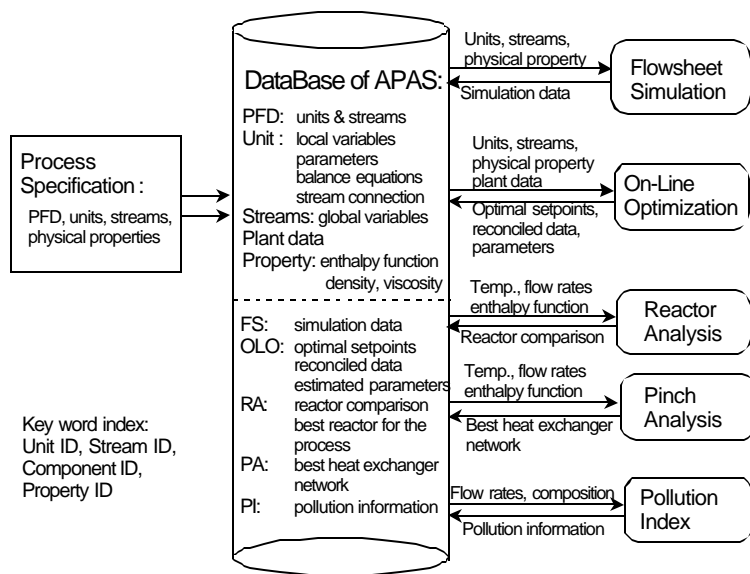 Process
Specification :
PFD, units, streams,
physical properties
Key word index:
Unit ID, Stream ID,
Component ID,
Property ID
DataBase of APAS:
PFD: units & streams
Unit : local variables
parameters
balance equations
stream connection
Streams: global variables
Plant data
Property: enthalpy function
density, viscosity
FS: simulation data
OLO: optimal setpoints
reconciled data
estimated parameters
RA: reactor comparison
best reactor for the
process
PA: best heat exchanger
network
PI: pollution information
Units, streams,
physical property
Simulation data
Flowsheet
Simulation
Units, streams,
physical property
plant data
Optimal setpoints,
reconciled data,
parameters
On-Line
Optimization
Temp., flow rates
enthalpy function
Reactor comparison
Reactor
Analysis
Temp., flow rates
enthalpy function
Best heat exchanger
network
Pinch
Analysis
Flow rates, composition
Pollution information
Pollution
Index